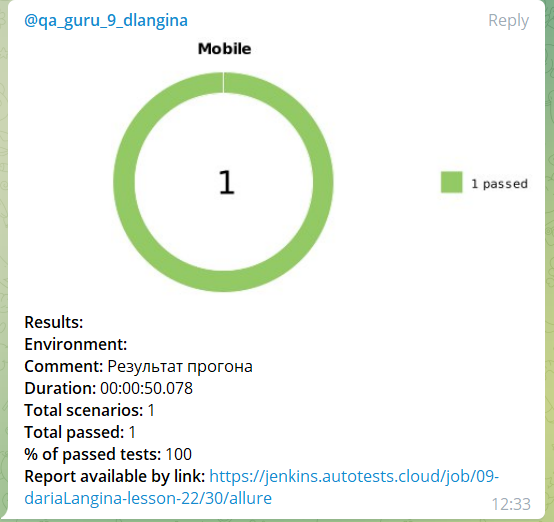 @qa_guru_9_dlangina Reply
Mobile
1
1 passed
Results:
Environment:
Comment: Результат прогона
Duration: 00:00:50.078
Total scenarios: 1
Total passed: 1
% of passed tests: 100
Report available by link: https://jenkins.autotests.cloud/job/09-
dariaLangina-lesson-22/30/allure
12:33